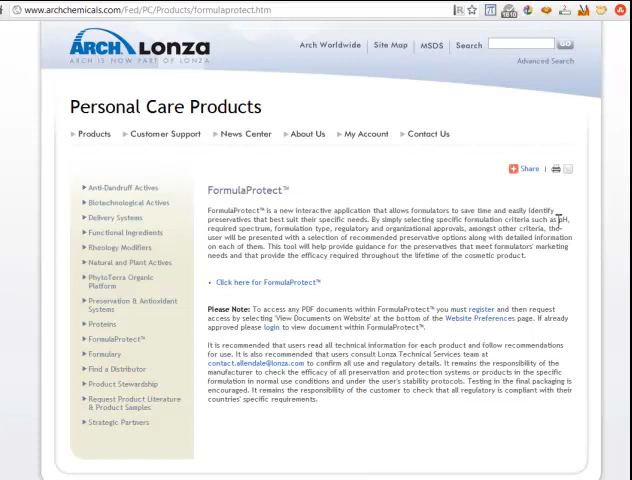 www.archchemicals.com/Fed/PC/Products/formulaprotect.htm
ARCH Lonza
ARCH IS NOW PART OF LONZA
Arch Worldwide | Site Map | MSDS | Search GO
Advanced Search
Personal Care Products
Products Customer Support News Center About Us My Account Contact Us
Share |
Anti-Dandruff Actives
Biotechnological Actives
Delivery Systems
Functional Ingredients
Rheology Modifiers
Natural and Plant Actives
PhytoTerra Organic
Platform
Preservation & Antioxidant
Systems
Proteins
FormulaProtect™
Formulary
Find a Distributor
Product Stewardship
Request Product Literature
& Product Samples
Strategic Partners
FormulaProtect™
FormulaProtect™ is a new interactive application that allows formulators to save time and easily identify
preservatives that best suit their specific needs. By simply selecting specific formulation criteria such as pH,
required spectrum, formulation type, regulatory and organizational approvals, amongst other criteria, the
user will be presented with a selection of recommended preservative options along with detailed information
on each of them. This tool will help provide guidance for the preservatives that meet formulators' marketing
needs and that provide the efficacy required throughout the lifetime of the cosmetic product.
• Click here for FormulaProtect™
Please Note: To access any PDF documents within FormulaProtect™ you must register and then request
access by selecting 'View Documents on Website' at the bottom of the Website Preferences page. If already
approved please login to view document within FormulaProtect™.
It is recommended that users read all technical information for each product and follow recommendations
for use. It is also recommended that users consult Lonza Technical Services team at
contact.allendale@lonza.com to confirm all use and regulatory details. It remains the responsibility of the
manufacturer to check the efficacy of all preservation and protection systems or products in the specific
formulation in normal use conditions and under the user's stability protocols. Testing in the final packaging is
encouraged. It remains the responsibility of the customer to check that all regulatory is compliant with their
countries' specific requirements.